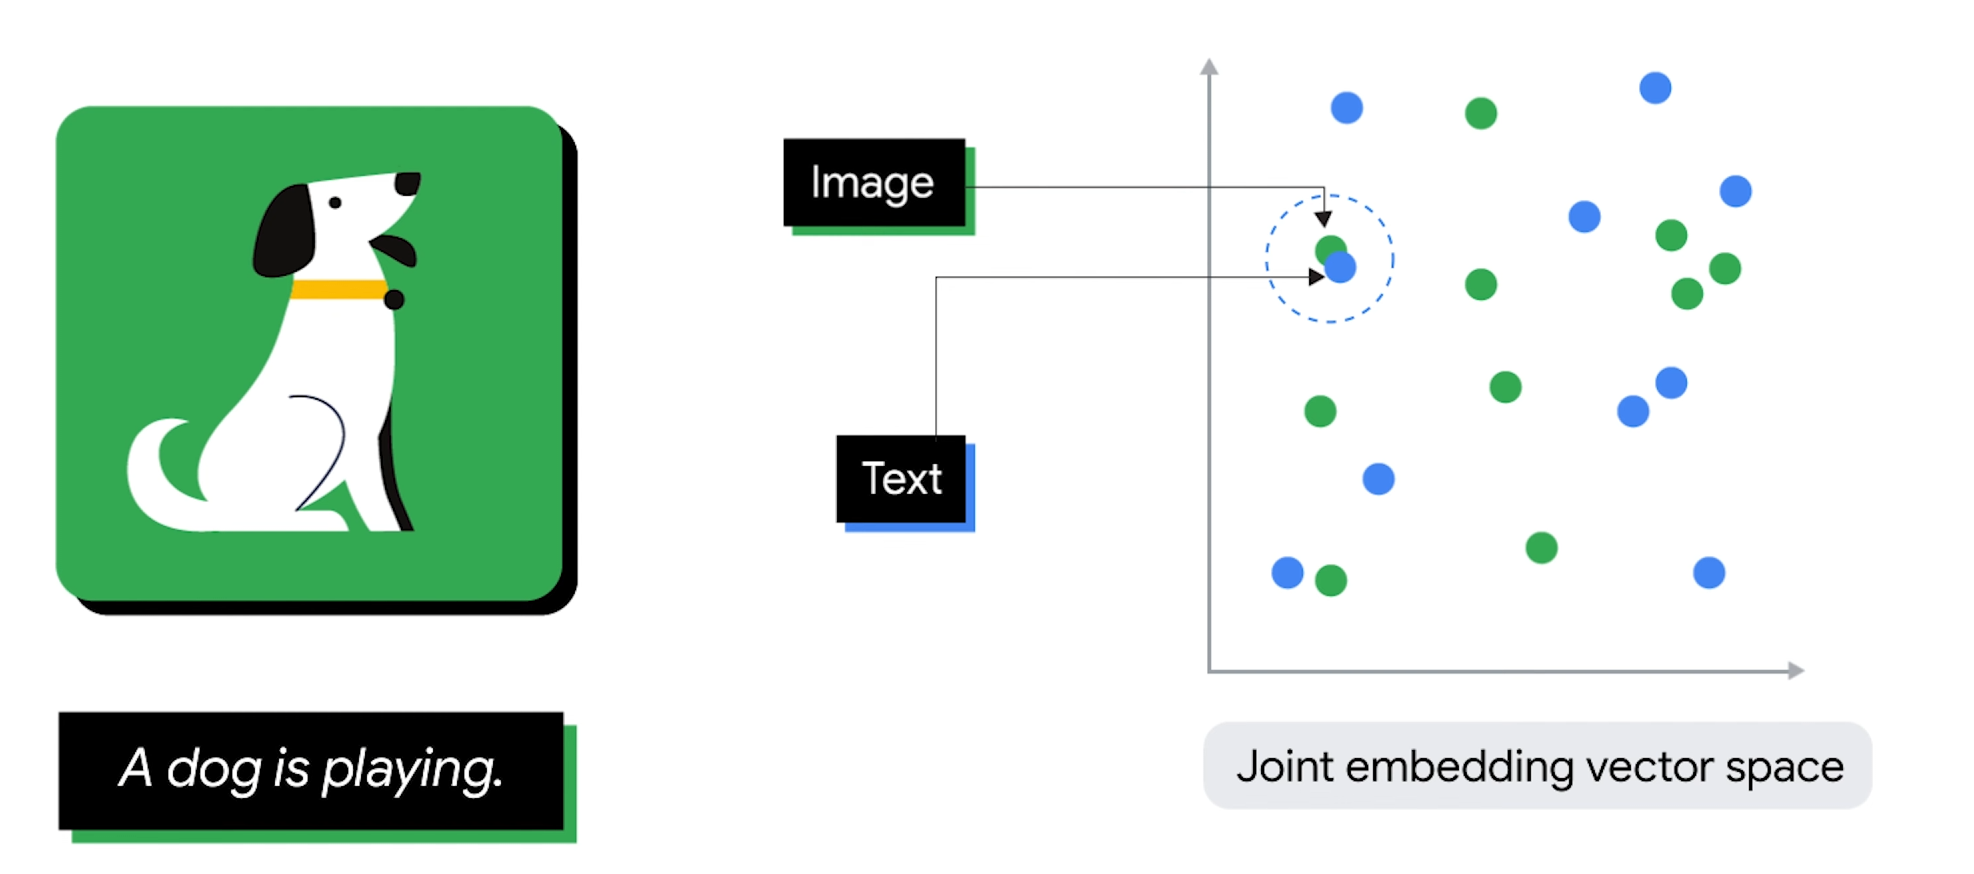 Image
Text
A dog is playing.
Joint embedding vector space